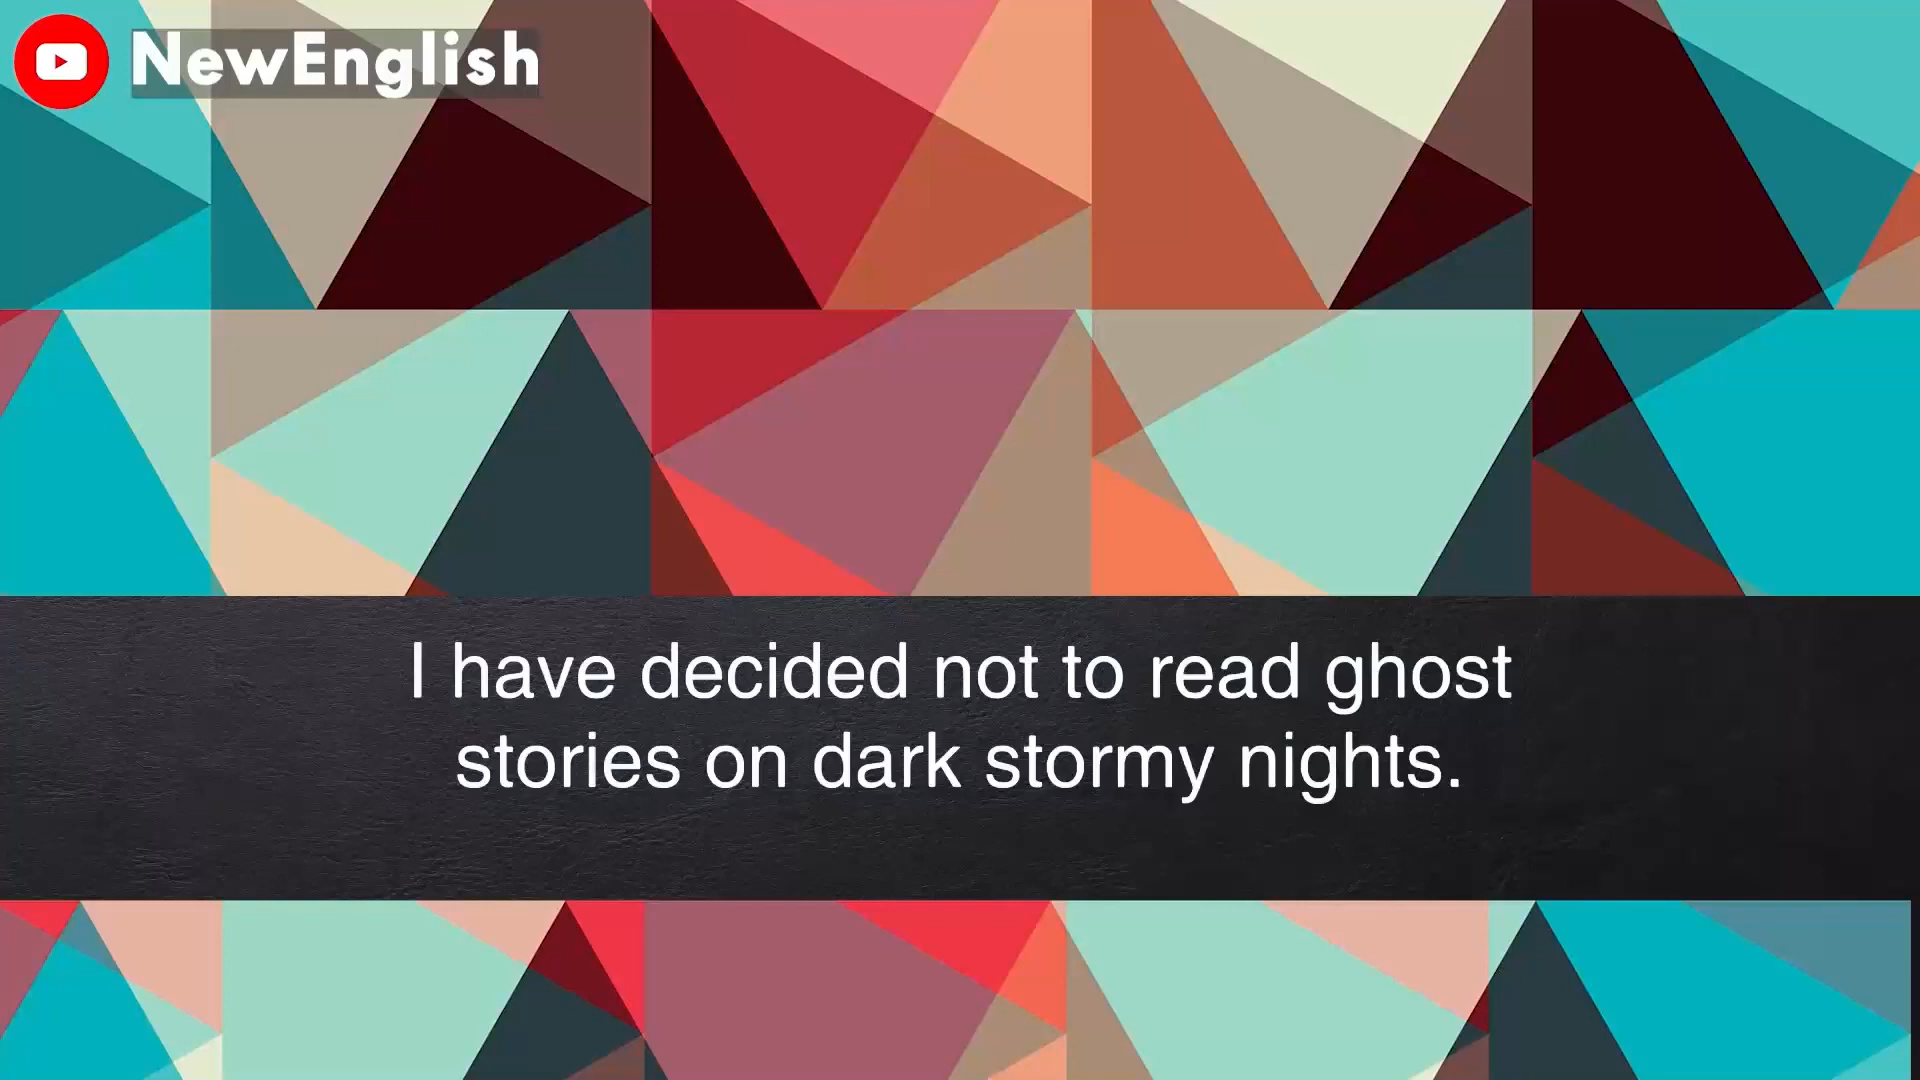 NewEnglish
I have decided not to read ghost
stories on dark stormy nights.